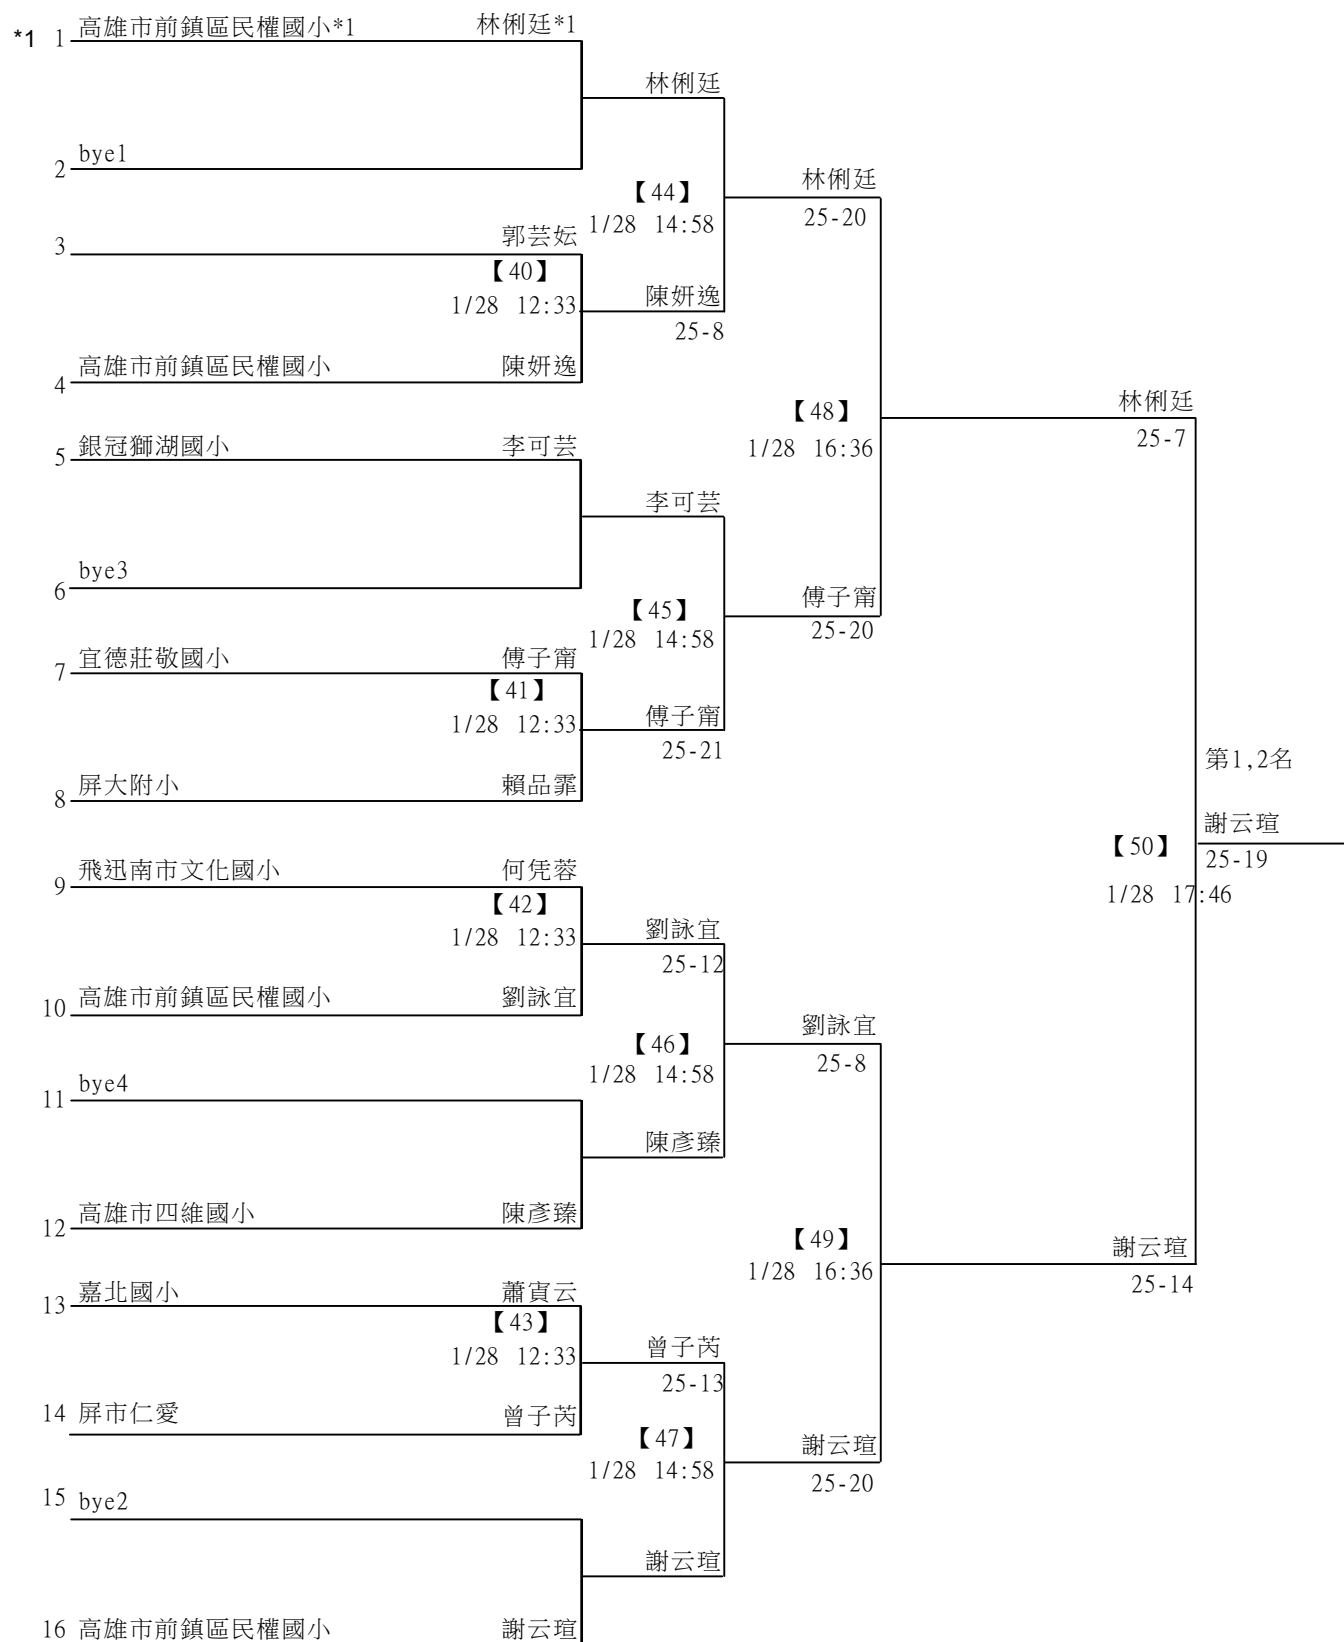 *1 1 高雄市前鎮區民權國小*1 林俐廷*1
林俐廷
2 bye1
【44】 林俐廷
1/28 14:58 25-20
3 郭芸妘
【40】
1/28 12:33 陳妍逸
25-8
4 高雄市前鎮區民權國小 陳妍逸
【48】 林俐廷
1/28 16:36 25-7
5 銀冠獅湖國小 李可芸
李可芸
6 bye3
【45】 傅子甯
1/28 14:58 25-20
7 宜德莊敬國小 傅子甯
【41】
1/28 12:33 傅子甯
25-21
8 屏大附小 賴品霏
第1,2名
【50】 謝云瑄
25-19
1/28 17:46
9 飛迅南市文化國小 何凭蓉
【42】
1/28 12:33 劉詠宜
25-12
10 高雄市前鎮區民權國小 劉詠宜
【46】 劉詠宜
1/28 14:58 25-8
11 bye4
陳彥臻
12 高雄市四維國小 陳彥臻
【49】 謝云瑄
1/28 16:36 25-14
13 嘉北國小 蕭寊云
【43】
1/28 12:33 曾子芮
25-13
14 屏市仁愛 曾子芮
【47】 謝云瑄
1/28 14:58 25-20
15 bye2
謝云瑄
16 高雄市前鎮區民權國小 謝云瑄